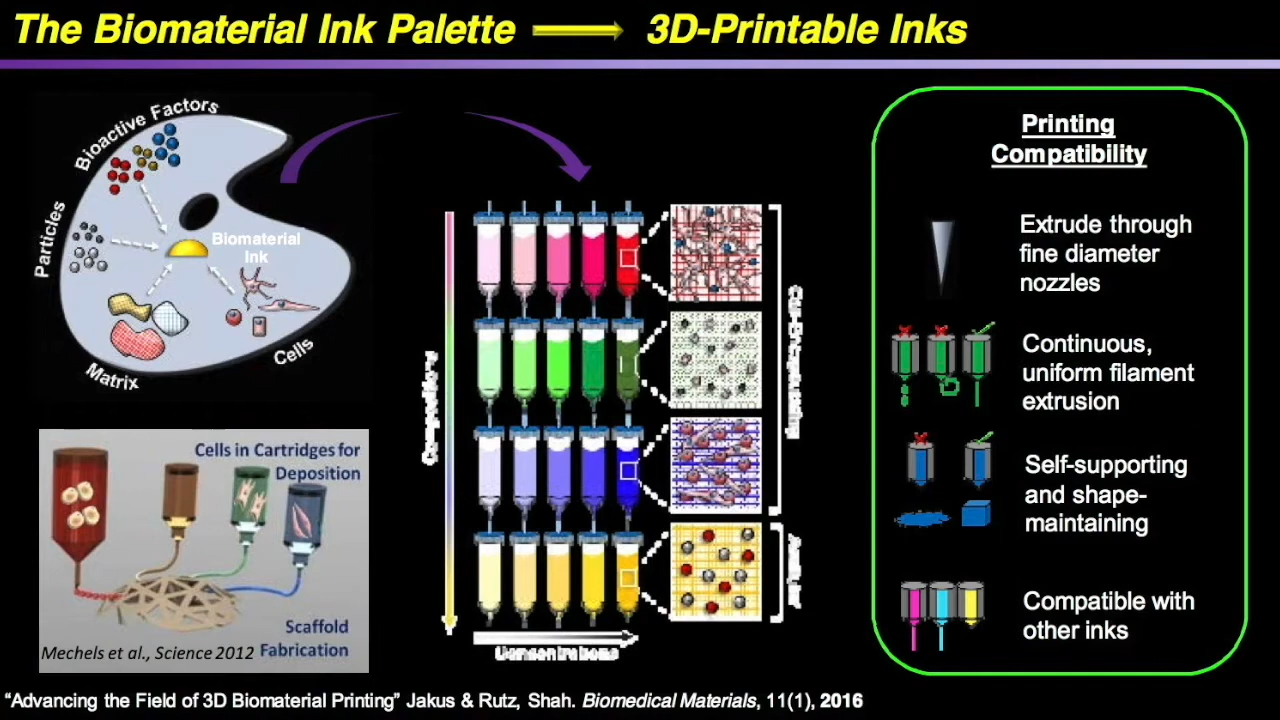 The Biomaterial Ink Palette 3D-Printable Inks
Bioactive Factors
Particles
Biomaterial
Ink
Matrix
Cells
Cells in Cartridges for
Deposition
Scaffold
Fabrication
Mechels et al., Science 2012
Printing
Compatibility
Extrude through
fine diameter
nozzles
Continuous,
uniform filament
extrusion
Self-supporting
and shape-
maintaining
Compatible with
other inks
“Advancing the Field of 3D Biomaterial Printing” Jakus & Rutz, Shah. Biomedical Materials, 11(1), 2016